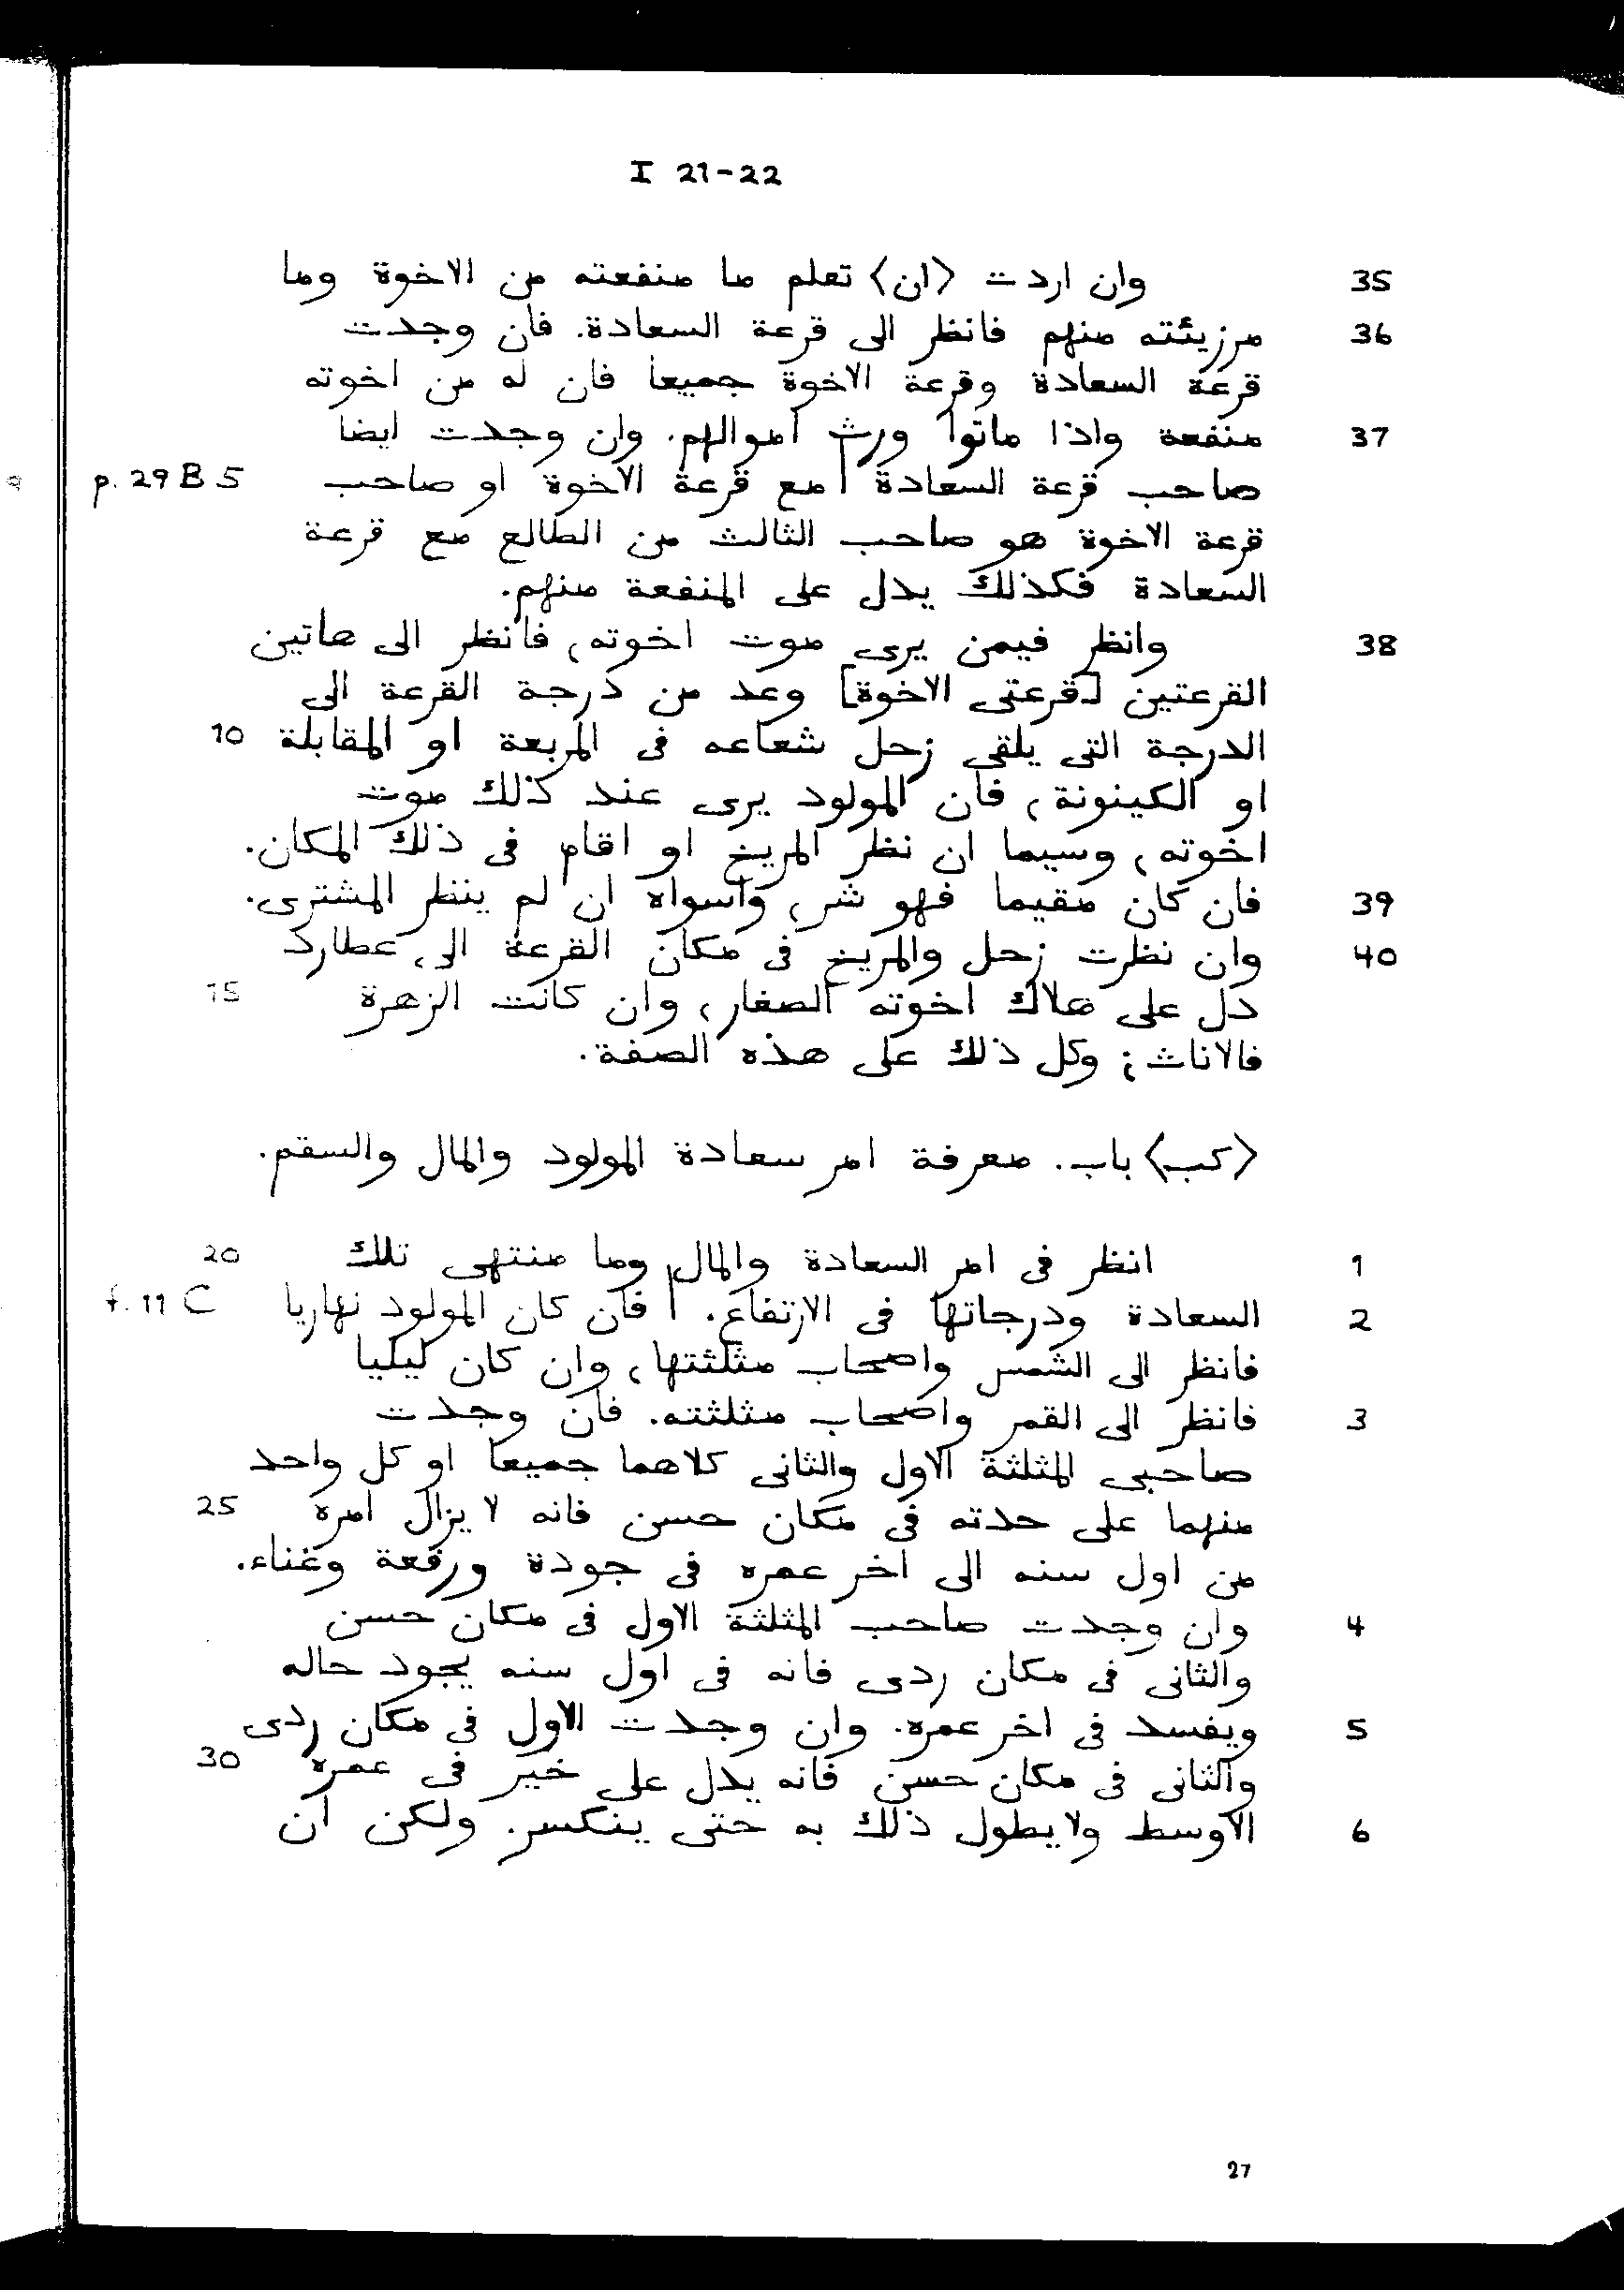 I 21-22
35 وان اردت ⟨ان⟩ تعلم ما منفعته من الاخوة وما
36 مرزيئته منهم فانظر الى قرعة السعادة. فان وجدت
قرعة السعادة وقرعة الاخوة جميعا فان له من اخوته
37 منفعة واذا ماتوا ورث اموالهم. وان وجدت ايضا
صاحب قرعة السعادة | مع قرعة الاخوة او صاحب p. 29 B 5
قرعة الاخوة هو صاحب الثالث من الطالع مع قرعة
السعادة فكذلك يدل على المنفعة منهم.
38 وانظر فيمن يرى موت اخوته، فانظر الى هاتين
القرعتين [قرعتى الاخوة] وعد من درجة القرعة الى
الدرجة التى يلقى زحل شعاعه فى المربعة او المقابلة 10
او الكينونة، فان المولود يرى عند ذلك موت
اخوته، وسيما ان نظر المريخ او اقام فى ذلك المكان.
39 فان كان مقيما فهو شر، واسواه ان لم ينظر المشترى.
40 وان نظرت زحل والمريخ فى مكان القرعة الى عطارد
دل على هلاك اخوته الصغار، وان كانت الزهرة 15
فالاناث؛ وكل ذلك على هذه الصفة.
⟨كب⟩ باب. معرفة امر سعادة المولود والمال والسقم.
1 انظر فى امر السعادة والمال وما منتهى تلك 20
2 السعادة ودرجاتها فى الارتفاع. | فان كان المولود نهاريا f. 11 C
فانظر الى الشمس واصحاب مثلثتها، وان كان ليليا
3 فانظر الى القمر واصحاب مثلثته. فان وجدت
صاحبى المثلثة الاول والثانى كلاهما جميعا او كل واحد
منهما على حدته فى مكان حسن فانه لا يزال امره 25
من اول سنه الى اخر عمره فى جودة ورفعة وغناء.
4 وان وجدت صاحب المثلثة الاول فى مكان حسن
والثانى فى مكان ردى فانه فى اول سنه يجود حاله
5 ويفسد فى اخر عمره. وان وجدت الاول فى مكان ردى
والثانى فى مكان حسن فانه يدل على خير فى عمره 30
6 الاوسط ولا يطول ذلك به حتى ينكسر. ولكن ان
27